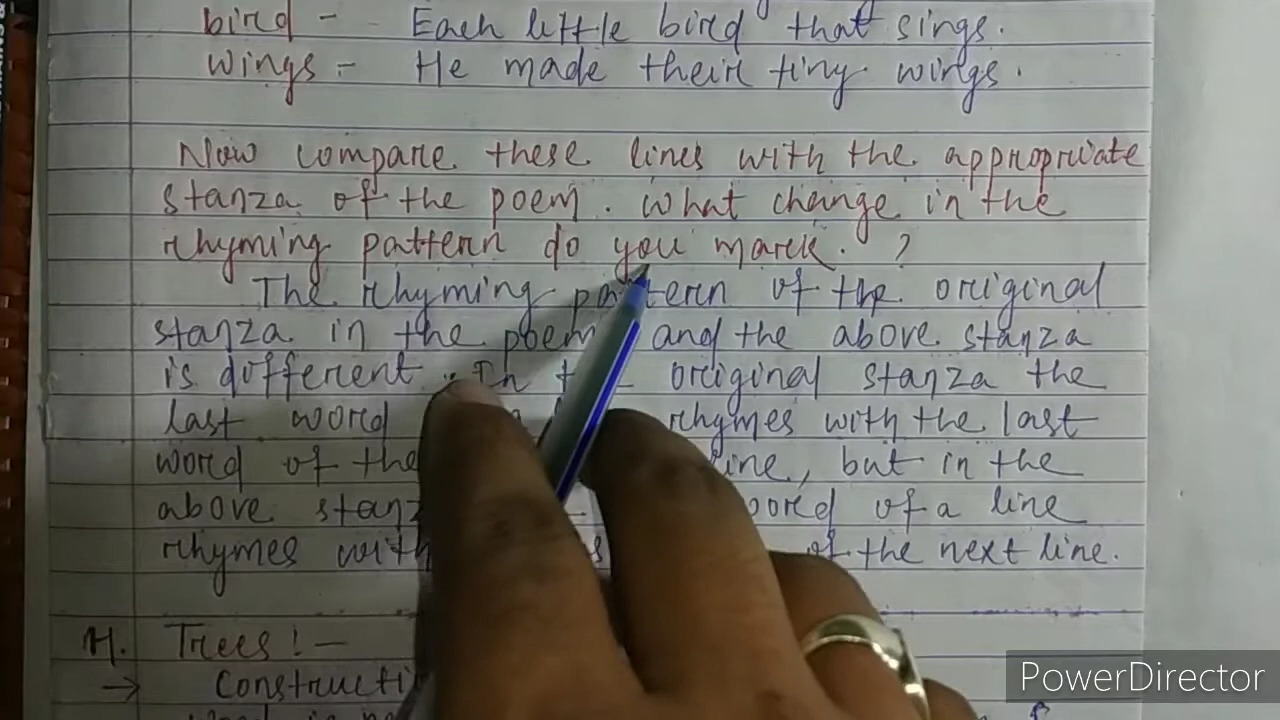 bird - Each little bird that sings.
wings - He made their tiny wings.
Now compare these lines with the appropriate
stanza of the poem. What change in the
rhyming pattern do you mark. ?
The rhyming pattern of the original
stanza in the poem and the above stanza
is different. In original stanza the
last word rhymes with the last
word of the line, but in the
above of a line
rhymes with of the next line.
H. Trees! -
→
PowerDirector